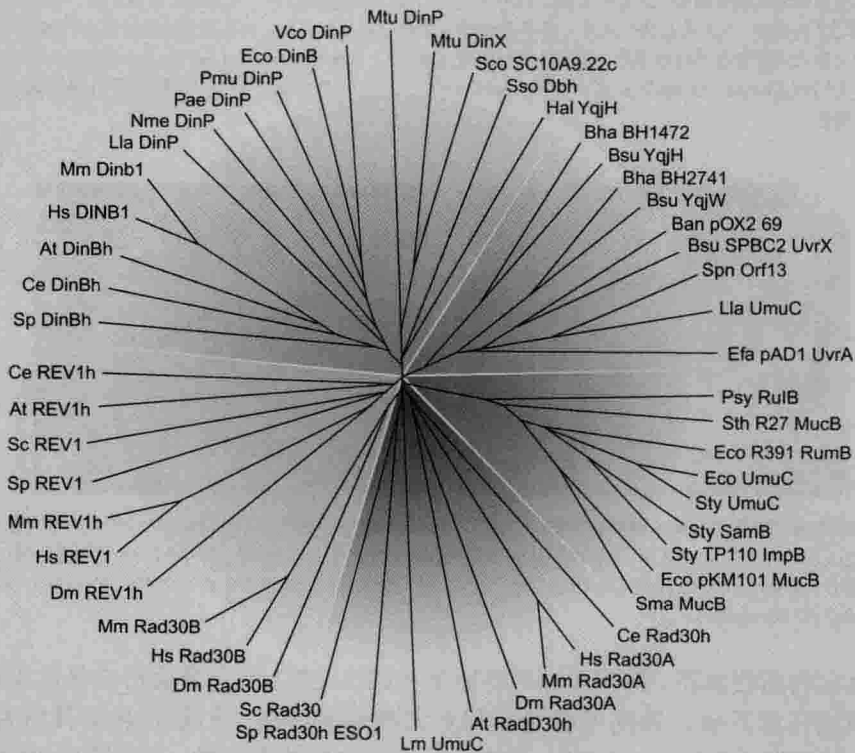 Mtu DinP
Mtu DinX
Sco SC10A9.22c
Sso Dbh
Hal YqjH
Bha BH1472
Bsu YqjH
Bha BH2741
Bsu YqjW
Ban pOX2 69
Bsu SPBC2 UvrX
Spn Orf13
Lla UmuC
Efa pAD1 UvrA
Psy RulB
Sth R27 MucB
Eco R391 RumB
Eco UmuC
Sty UmuC
Sty SamB
Sty TP110 ImpB
Eco pKM101 MucB
Sma MucB
Ce Rad30h
Hs Rad30A
Mm Rad30A
Dm Rad30A
At RadD30h
Lm UmuC
Sp Rad30h ESO1
Sc Rad30
Dm Rad30B
Hs Rad30B
Mm Rad30B
Dm REV1h
Hs REV1
Mm REV1h
Sp REV1
Sc REV1
At REV1h
Ce REV1h
Sp DinBh
Ce DinBh
At DinBh
Hs DINB1
Mm Dinb1
Lla DinP
Nme DinP
Pae DinP
Pmu DinP
Eco DinB
Vco DinP